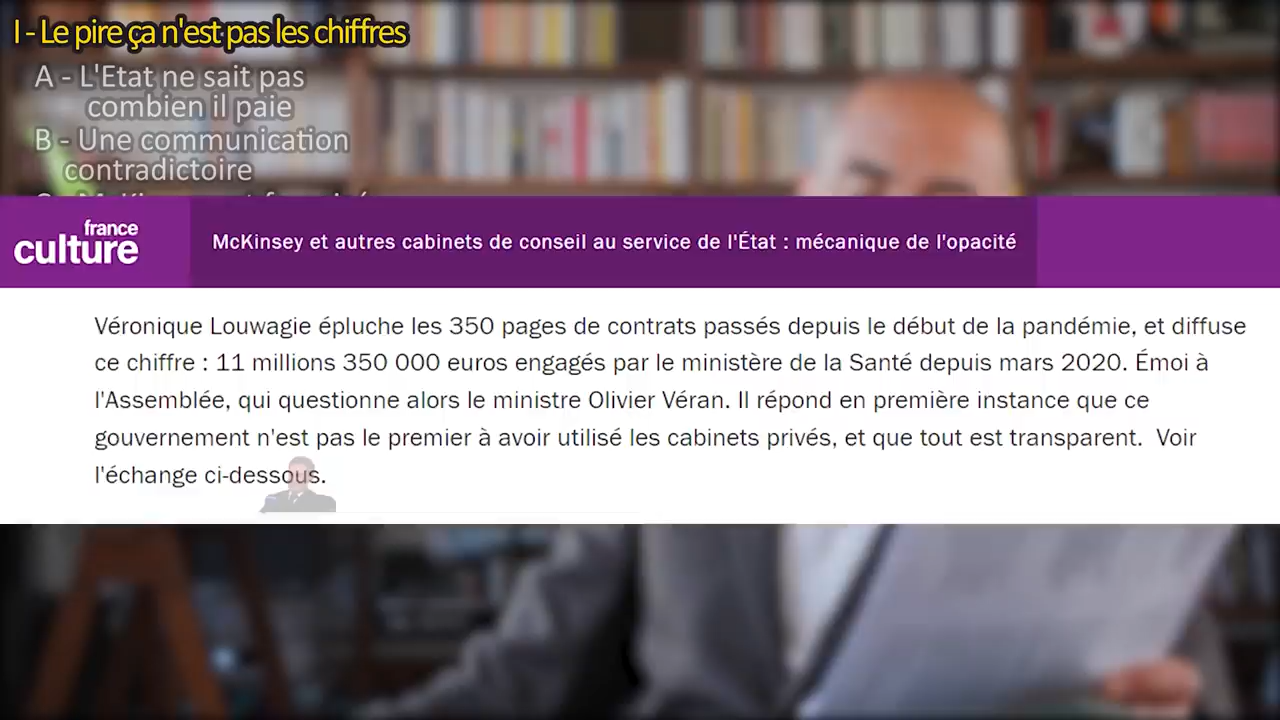 I - Le pire ça n'est pas les chiffres
A - L'Etat ne sait pas
combien il paie
B - Une communication
contradictoire
france
culture
McKinsey et autres cabinets de conseil au service de l'État : mécanique de l'opacité
Véronique Louwagie épluche les 350 pages de contrats passés depuis le début de la pandémie, et diffuse
ce chiffre : 11 millions 350 000 euros engagés par le ministère de la Santé depuis mars 2020. Émoi à
l'Assemblée, qui questionne alors le ministre Olivier Véran. Il répond en première instance que ce
gouvernement n'est pas le premier à avoir utilisé les cabinets privés, et que tout est transparent. Voir
l'échange ci-dessous.